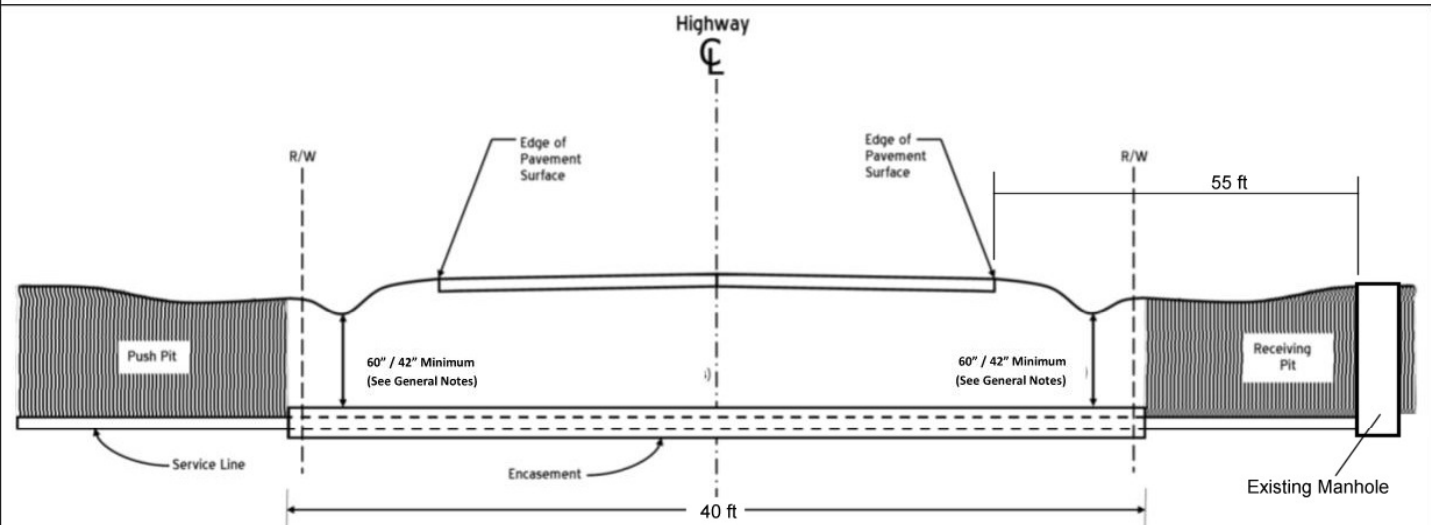 Highway
℄
R/W
Edge of
Pavement
Surface
Edge of
Pavement
Surface
R/W
55 ft
Push Pit
60” / 42” Minimum
(See General Notes)
60” / 42” Minimum
(See General Notes)
Receiving
Pit
Service Line
Encasement
Existing Manhole
40 ft